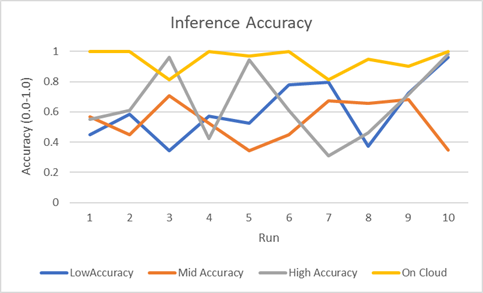 Inference Accuracy
Accuracy (0.0-1.0)
1
0.8
0.6
0.4
0.2
0
1 2 3 4 5 6 7 8 9 10
Run
LowAccuracy Mid Accuracy High Accuracy On Cloud